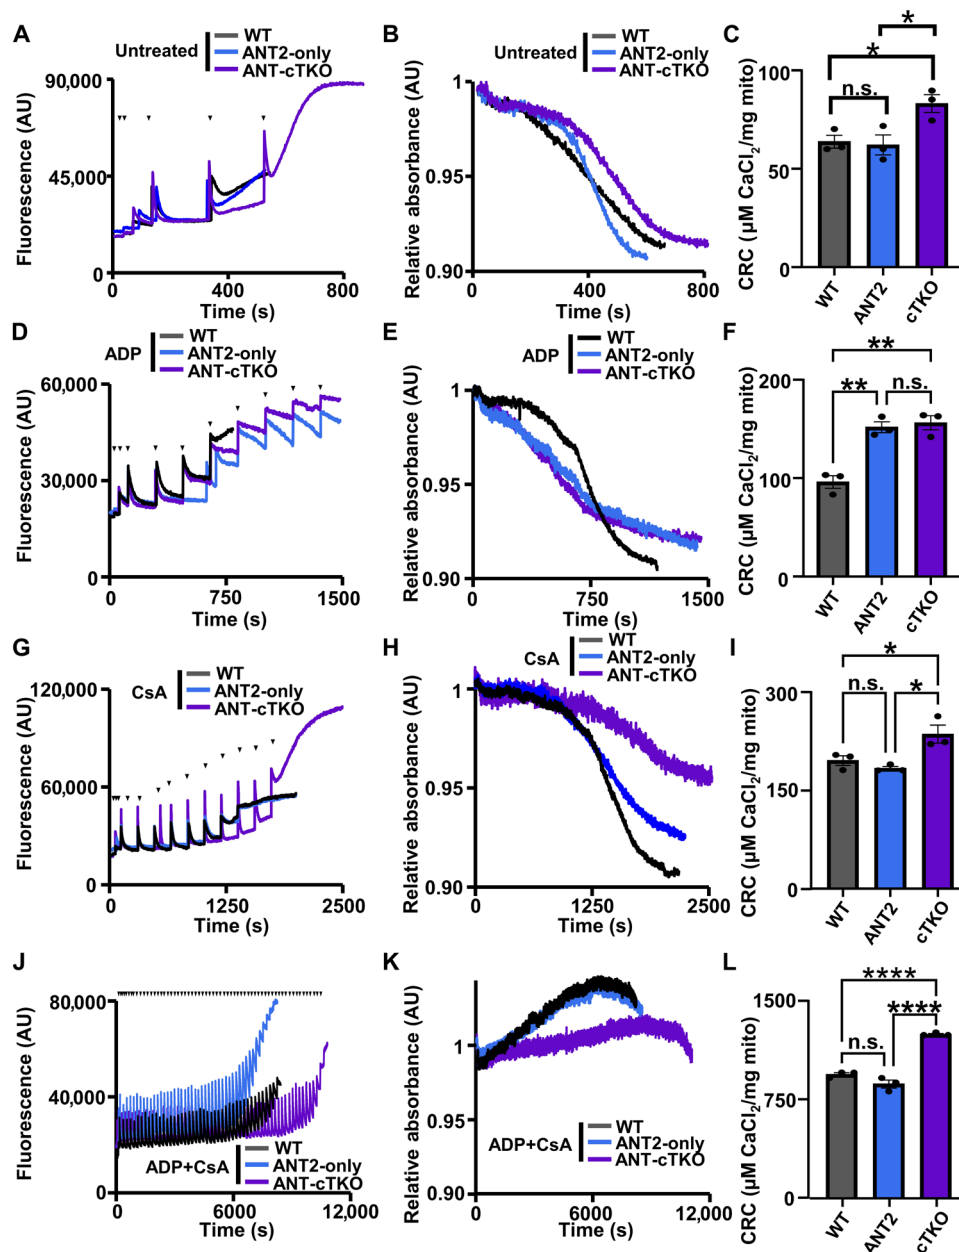 A
Untreated
WT
ANT2-only
ANT-cTKO
Fluorescence (AU)
90,000
45,000
0
0
400
800
Time (s)
B
Untreated
WT
ANT2-only
ANT-cTKO
Relative absorbance
1
0.95
0.90
0
400
800
Time (s)
C
*
*
n.s.
CRC (µM CaCl2/mg mito)
100
50
0
WT
ANT2
cTKO
D
ADP
WT
ANT2-only
ANT-cTKO
Fluorescence (AU)
60,000
30,000
0
0
750
1500
Time (s)
E
ADP
WT
ANT2-only
ANT-cTKO
Relative absorbance
1
0.95
0.90
0
750
1500
Time (s)
F
**
**
n.s.
CRC (µM CaCl2/mg mito)
200
100
0
WT
ANT2
cTKO
G
CsA
WT
ANT2-only
ANT-cTKO
Fluorescence (AU)
120,000
60,000
0
0
1250
2500
Time (s)
H
CsA
WT
ANT2-only
ANT-cTKO
Relative absorbance
1
0.95
0.90
0
1250
2500
Time (s)
I
*
n.s.
*
CRC (µM CaCl2/mg mito)
300
150
0
WT
ANT2
cTKO
J
Fluorescence (AU)
80,000
40,000
0
ADP+CsA
WT
ANT2-only
ANT-cTKO
0
6000
12,000
Time (s)
K
Relative absorbance
1
0.95
0.90
ADP+CsA
WT
ANT2-only
ANT-cTKO
0
6000
12,000
Time (s)
L
****
****
n.s.
CRC (µM CaCl2/mg mito)
1500
750
0
WT
ANT2
cTKO